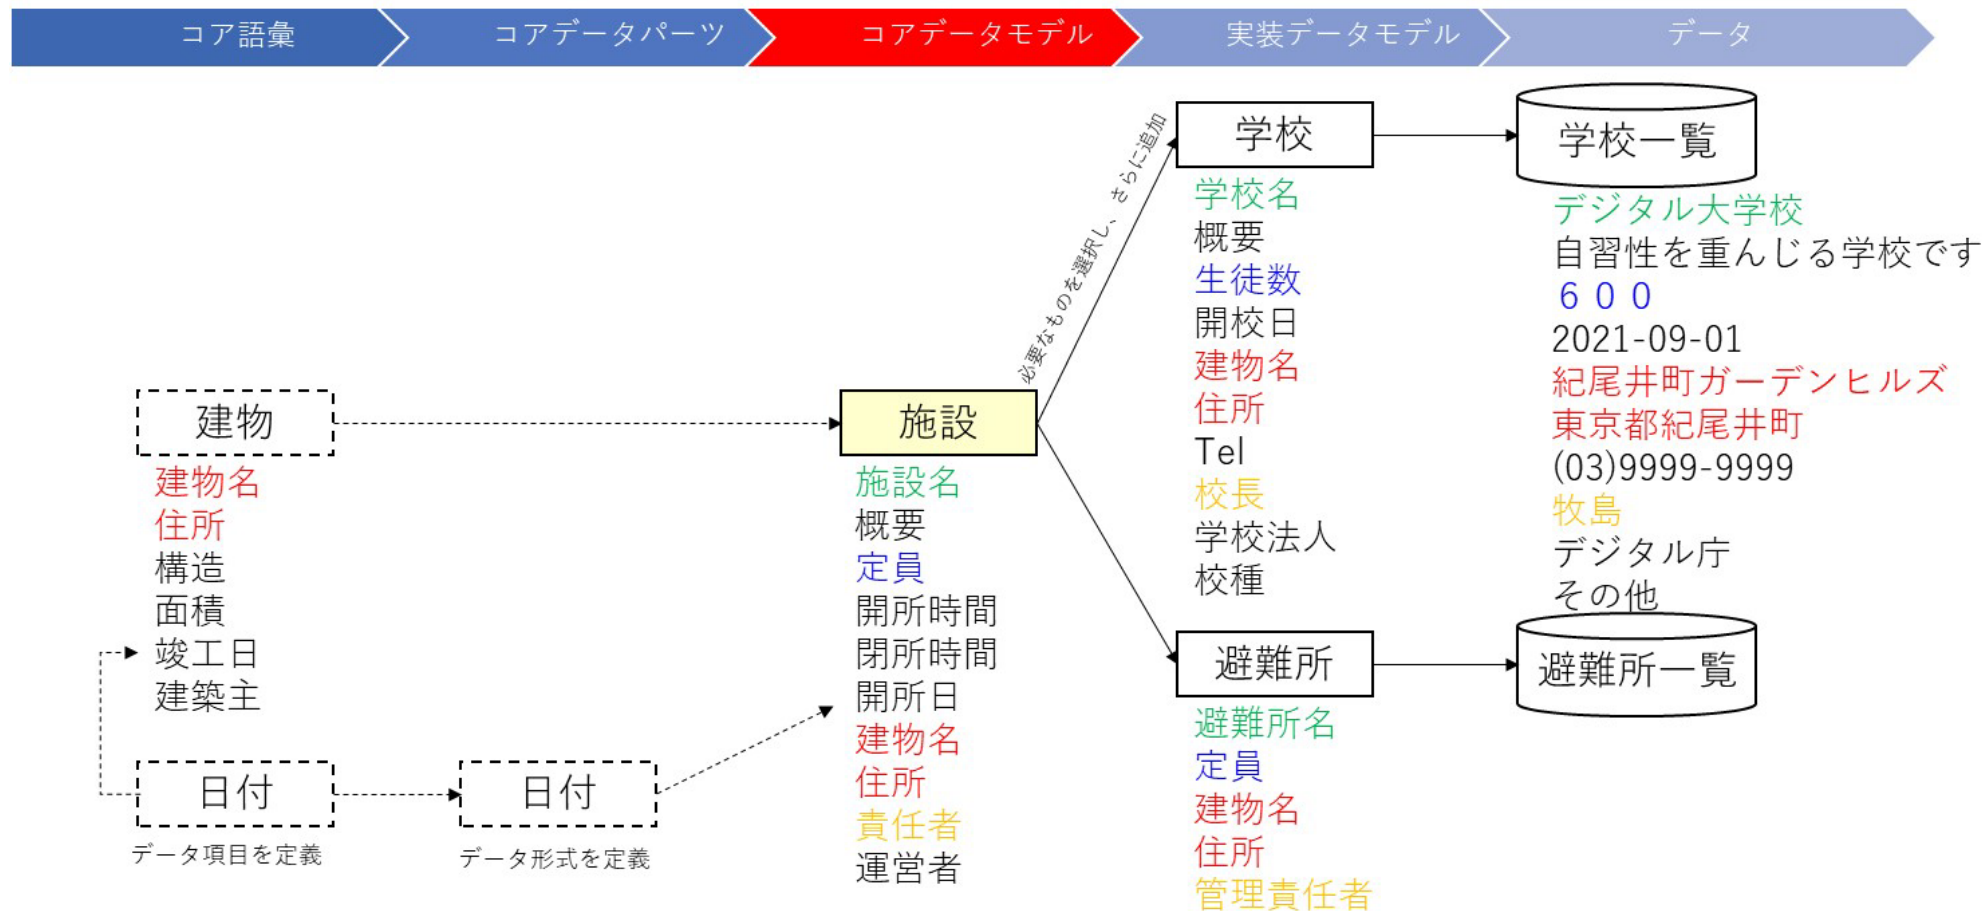 コア語彙
コアデータパーツ
コアデータモデル
実装データモデル
データ
建物
建物名
住所
構造
面積
竣工日
建築主
日付
データ項目を定義
日付
データ形式を定義
施設
施設名
概要
定員
開所時間
閉所時間
開所日
建物名
住所
責任者
運営者
必要なものを選択し、さらに追加
学校
学校名
概要
生徒数
開校日
建物名
住所
Tel
校長
学校法人
校種
避難所
避難所名
定員
建物名
住所
管理責任者
学校一覧
デジタル大学校
自習性を重んじる学校です
６００
2021-09-01
紀尾井町ガーデンヒルズ
東京都紀尾井町
(03)9999-9999
牧島
デジタル庁
その他
避難所一覧